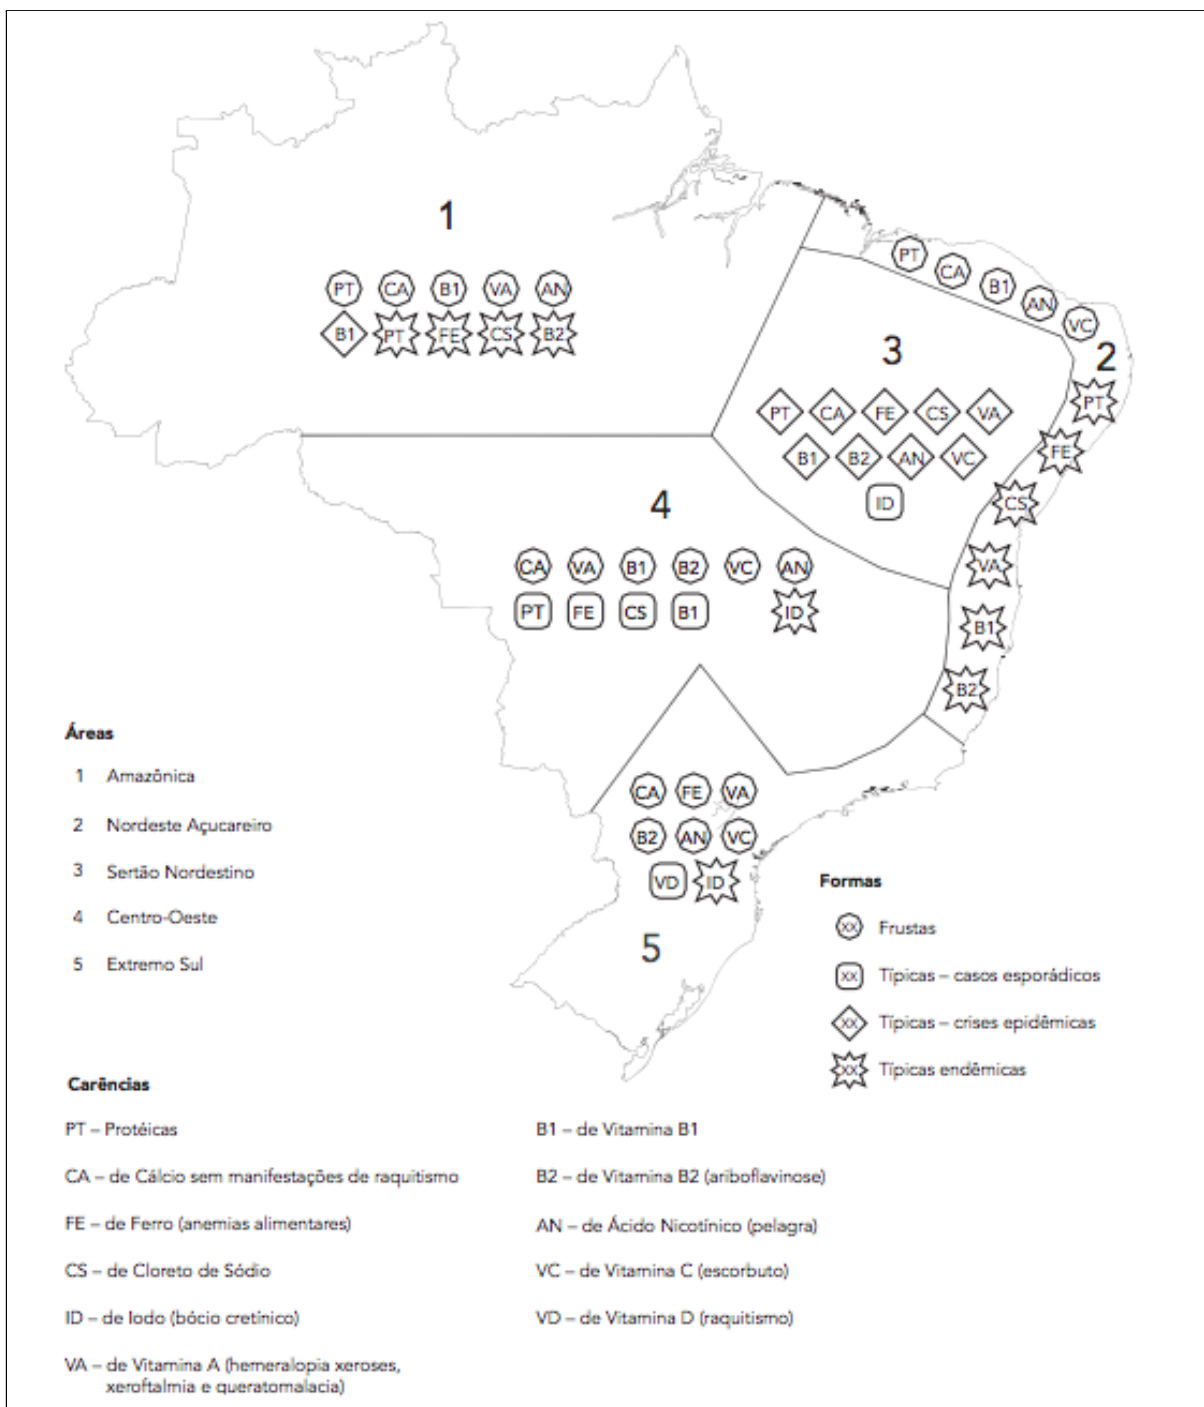 1
PT CA B1 VA AN
B1 PT FE CS B2
PT
CA
B1
AN
VC
2
PT
FE
CS
VA
B1
B2
3
PT CA FE CS VA
B1 B2 AN VC
ID
4
CA VA B1 B2 VC AN
PT FE CS B1 ID
CA FE VA
B2 AN VC
VD ID
5
Áreas
1 Amazônica
2 Nordeste Açucareiro
3 Sertão Nordestino
4 Centro-Oeste
5 Extremo Sul
Formas
XX Frustas
XX Típicas – casos esporádicos
XX Típicas – crises epidêmicas
XX Típicas endêmicas
Carências
PT – Protéicas
CA – de Cálcio sem manifestações de raquitismo
FE – de Ferro (anemias alimentares)
CS – de Cloreto de Sódio
ID – de Iodo (bócio cretínico)
VA – de Vitamina A (hemeralopia xeroses,
xeroftalmia e queratomalacia)
B1 – de Vitamina B1
B2 – de Vitamina B2 (ariboflavinose)
AN – de Ácido Nicotínico (pelagra)
VC – de Vitamina C (escorbuto)
VD – de Vitamina D (raquitismo)